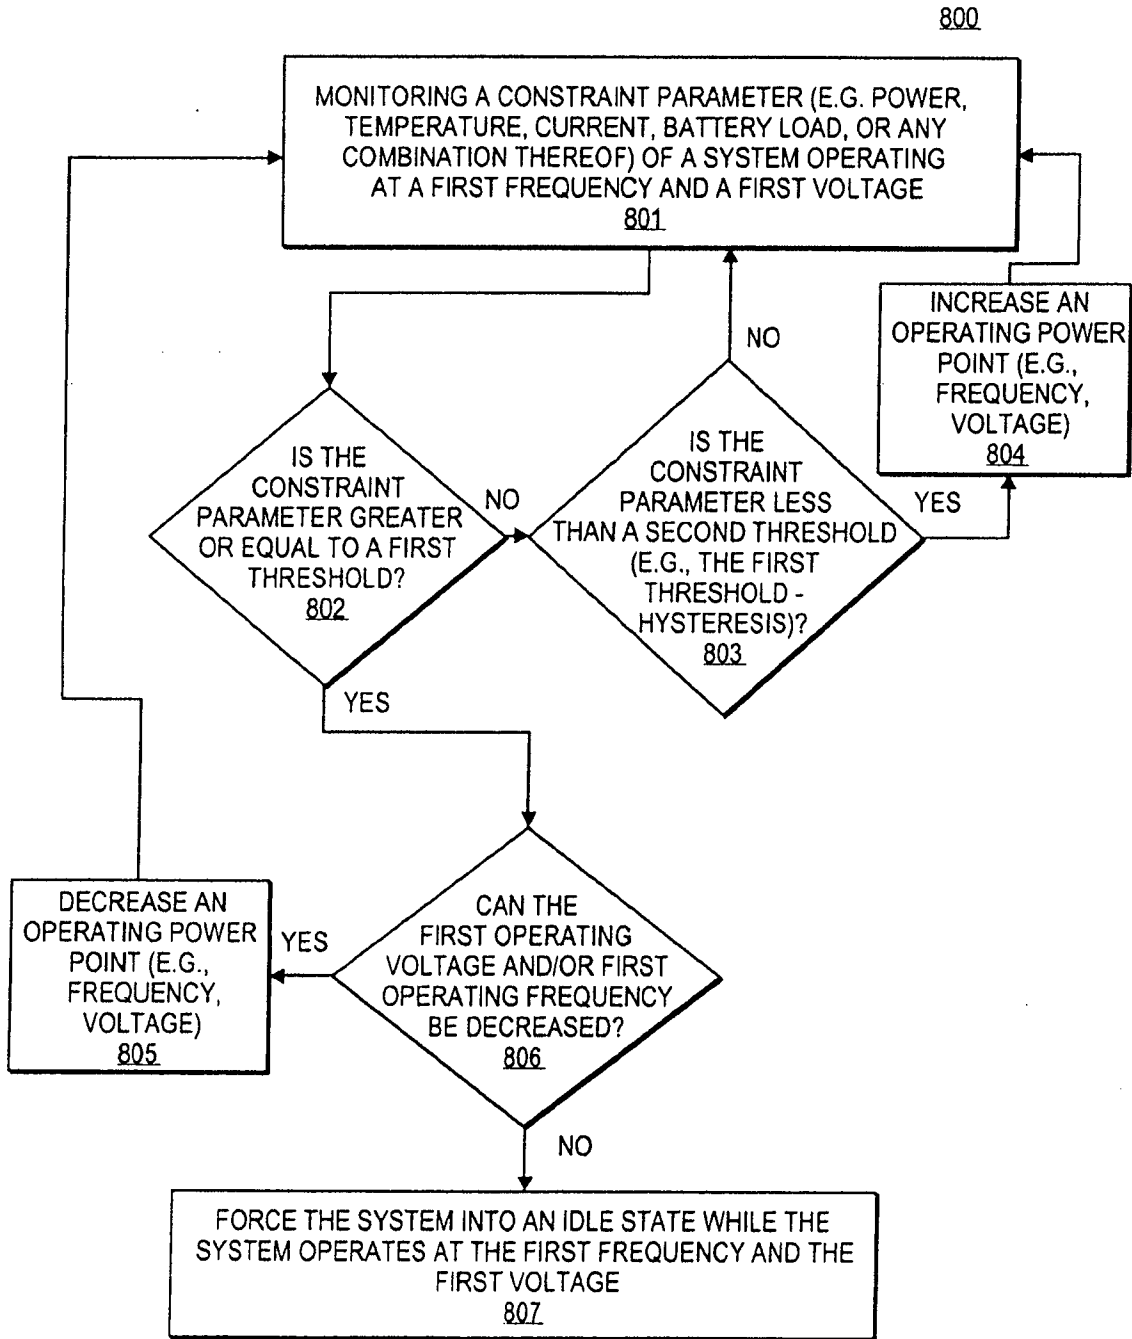 800
MONITORING A CONSTRAINT PARAMETER (E.G. POWER,
TEMPERATURE, CURRENT, BATTERY LOAD, OR ANY
COMBINATION THEREOF) OF A SYSTEM OPERATING
AT A FIRST FREQUENCY AND A FIRST VOLTAGE
801
INCREASE AN
OPERATING POWER
POINT (E.G.,
FREQUENCY,
VOLTAGE)
804
NO
IS THE
CONSTRAINT
PARAMETER GREATER
OR EQUAL TO A FIRST
THRESHOLD?
802
NO
IS THE
CONSTRAINT
PARAMETER LESS
THAN A SECOND THRESHOLD
(E.G., THE FIRST
THRESHOLD -
HYSTERESIS)?
803
YES
YES
DECREASE AN
OPERATING POWER
POINT (E.G.,
FREQUENCY,
VOLTAGE)
805
YES
CAN THE
FIRST OPERATING
VOLTAGE AND/OR FIRST
OPERATING FREQUENCY
BE DECREASED?
806
NO
FORCE THE SYSTEM INTO AN IDLE STATE WHILE THE
SYSTEM OPERATES AT THE FIRST FREQUENCY AND THE
FIRST VOLTAGE
807